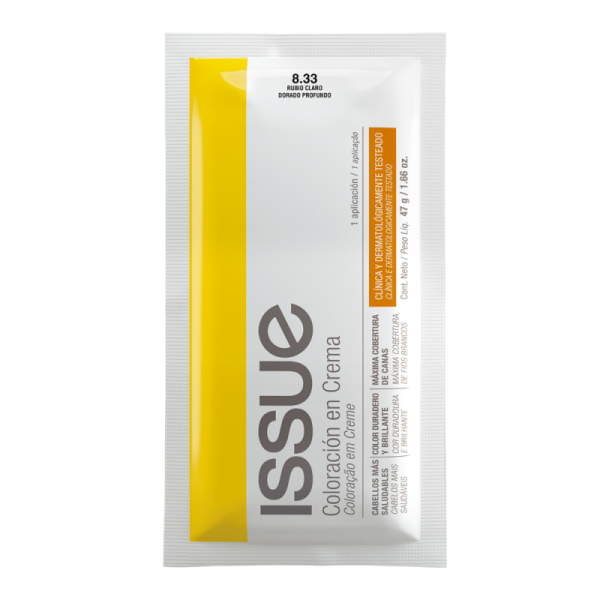 8.33
RUBIO CLARO
DORADO PROFUNDO
ISSUE
Coloración en Crema
Coloração em Creme
1 aplicación / 1 aplicação
CABELLOS MÁS
SALUDABLES
CABELOS MAIS
SAUDÁVEIS
COLOR DURADERO
Y BRILLANTE
COR DURADOURA
E BRILHANTE
MÁXIMA COBERTURA
DE CANAS
MÁXIMA COBERTURA
DE FIOS BRANCOS
CLÍNICA Y DERMATOLÓGICAMENTE TESTEADO
CLÍNICA E DERMATOLÓGICAMENTE TESTADO
Cont. Neto / Peso Líq. 47 g / 1.66 oz.